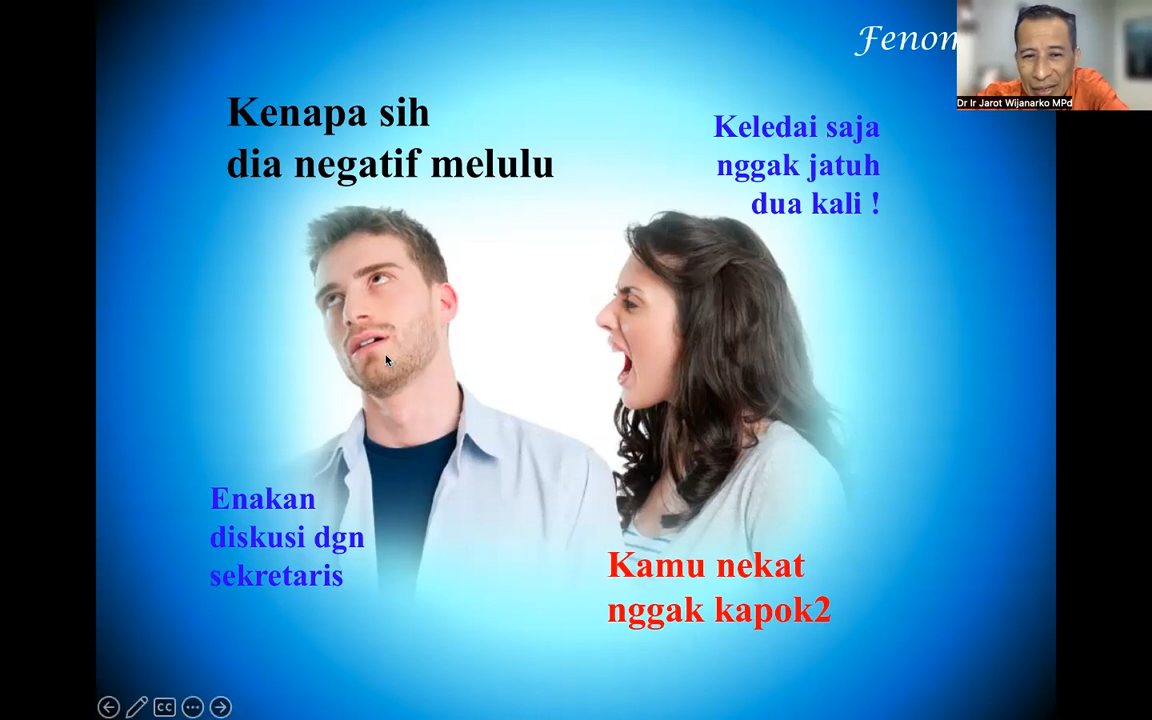 Fenom
Dr Ir Jarot Wijanarko MPd
Kenapa sih
dia negatif melulu
Keledai saja
nggak jatuh
dua kali !
Enakan
diskusi dgn
sekretaris
Kamu nekat
nggak kapok2
CC